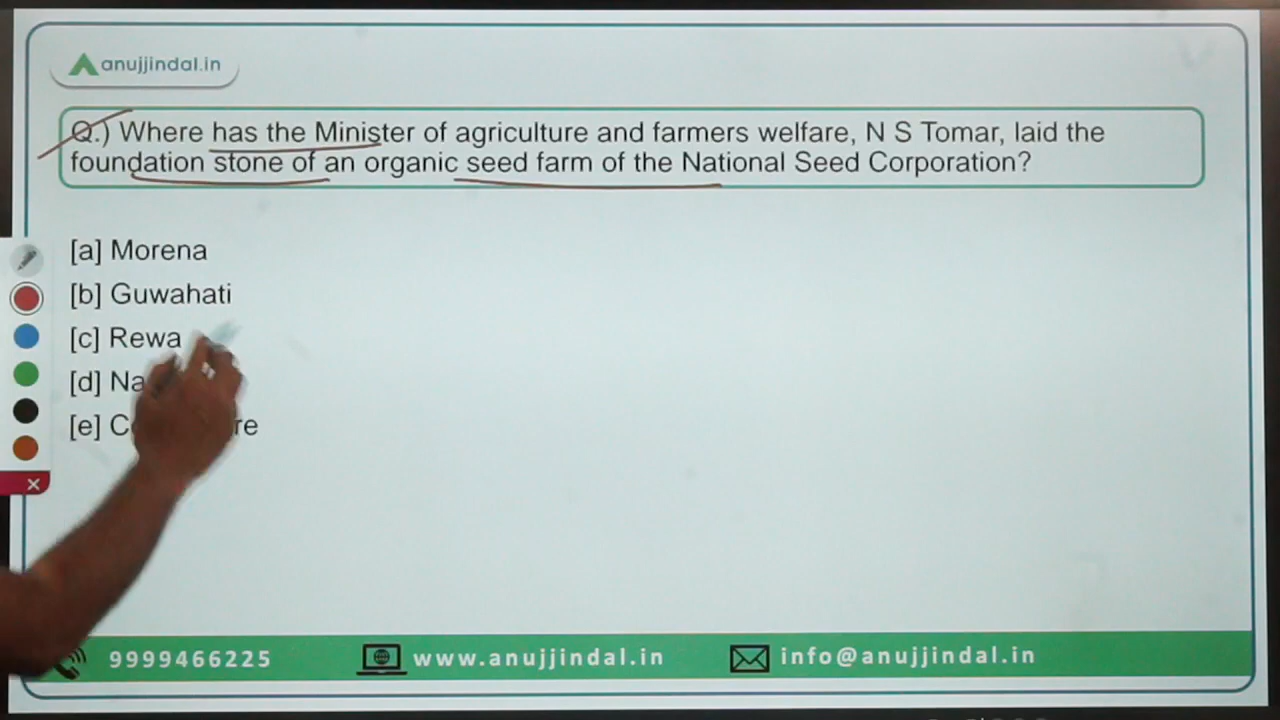 anujjindal.in
Q.) Where has the Minister of agriculture and farmers welfare, N S Tomar, laid the
foundation stone of an organic seed farm of the National Seed Corporation?
[a] Morena
[b] Guwahati
[c] Rewa
[d]
[e]
9999466225
www.anujjindal.in
info@anujjindal.in